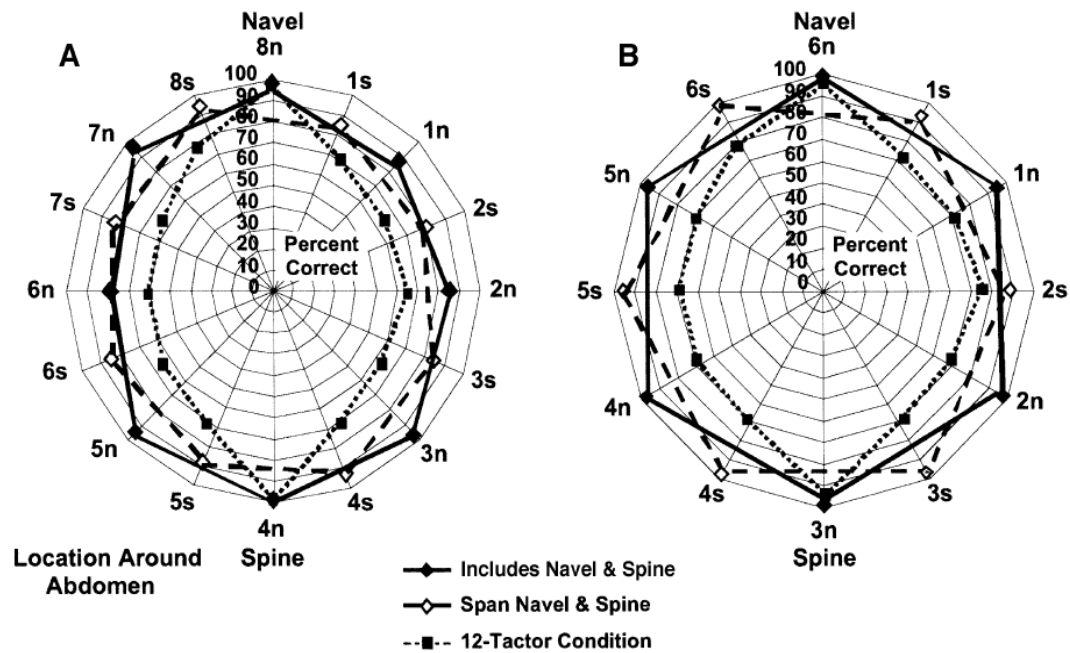 A
Navel
8n
1s
1n
2s
2n
3s
3n
4s
4n
Spine
5s
5n
6s
6n
7s
7n
8s
100
90
80
70
60
50
40
30
20
10
0
Percent
Correct
Location Around
Abdomen
B
Navel
6n
1s
1n
2s
2n
3s
3n
Spine
4s
4n
5s
5n
6s
100
90
80
70
60
50
40
30
20
10
0
Percent
Correct
Includes Navel & Spine
Span Navel & Spine
12-Tactor Condition